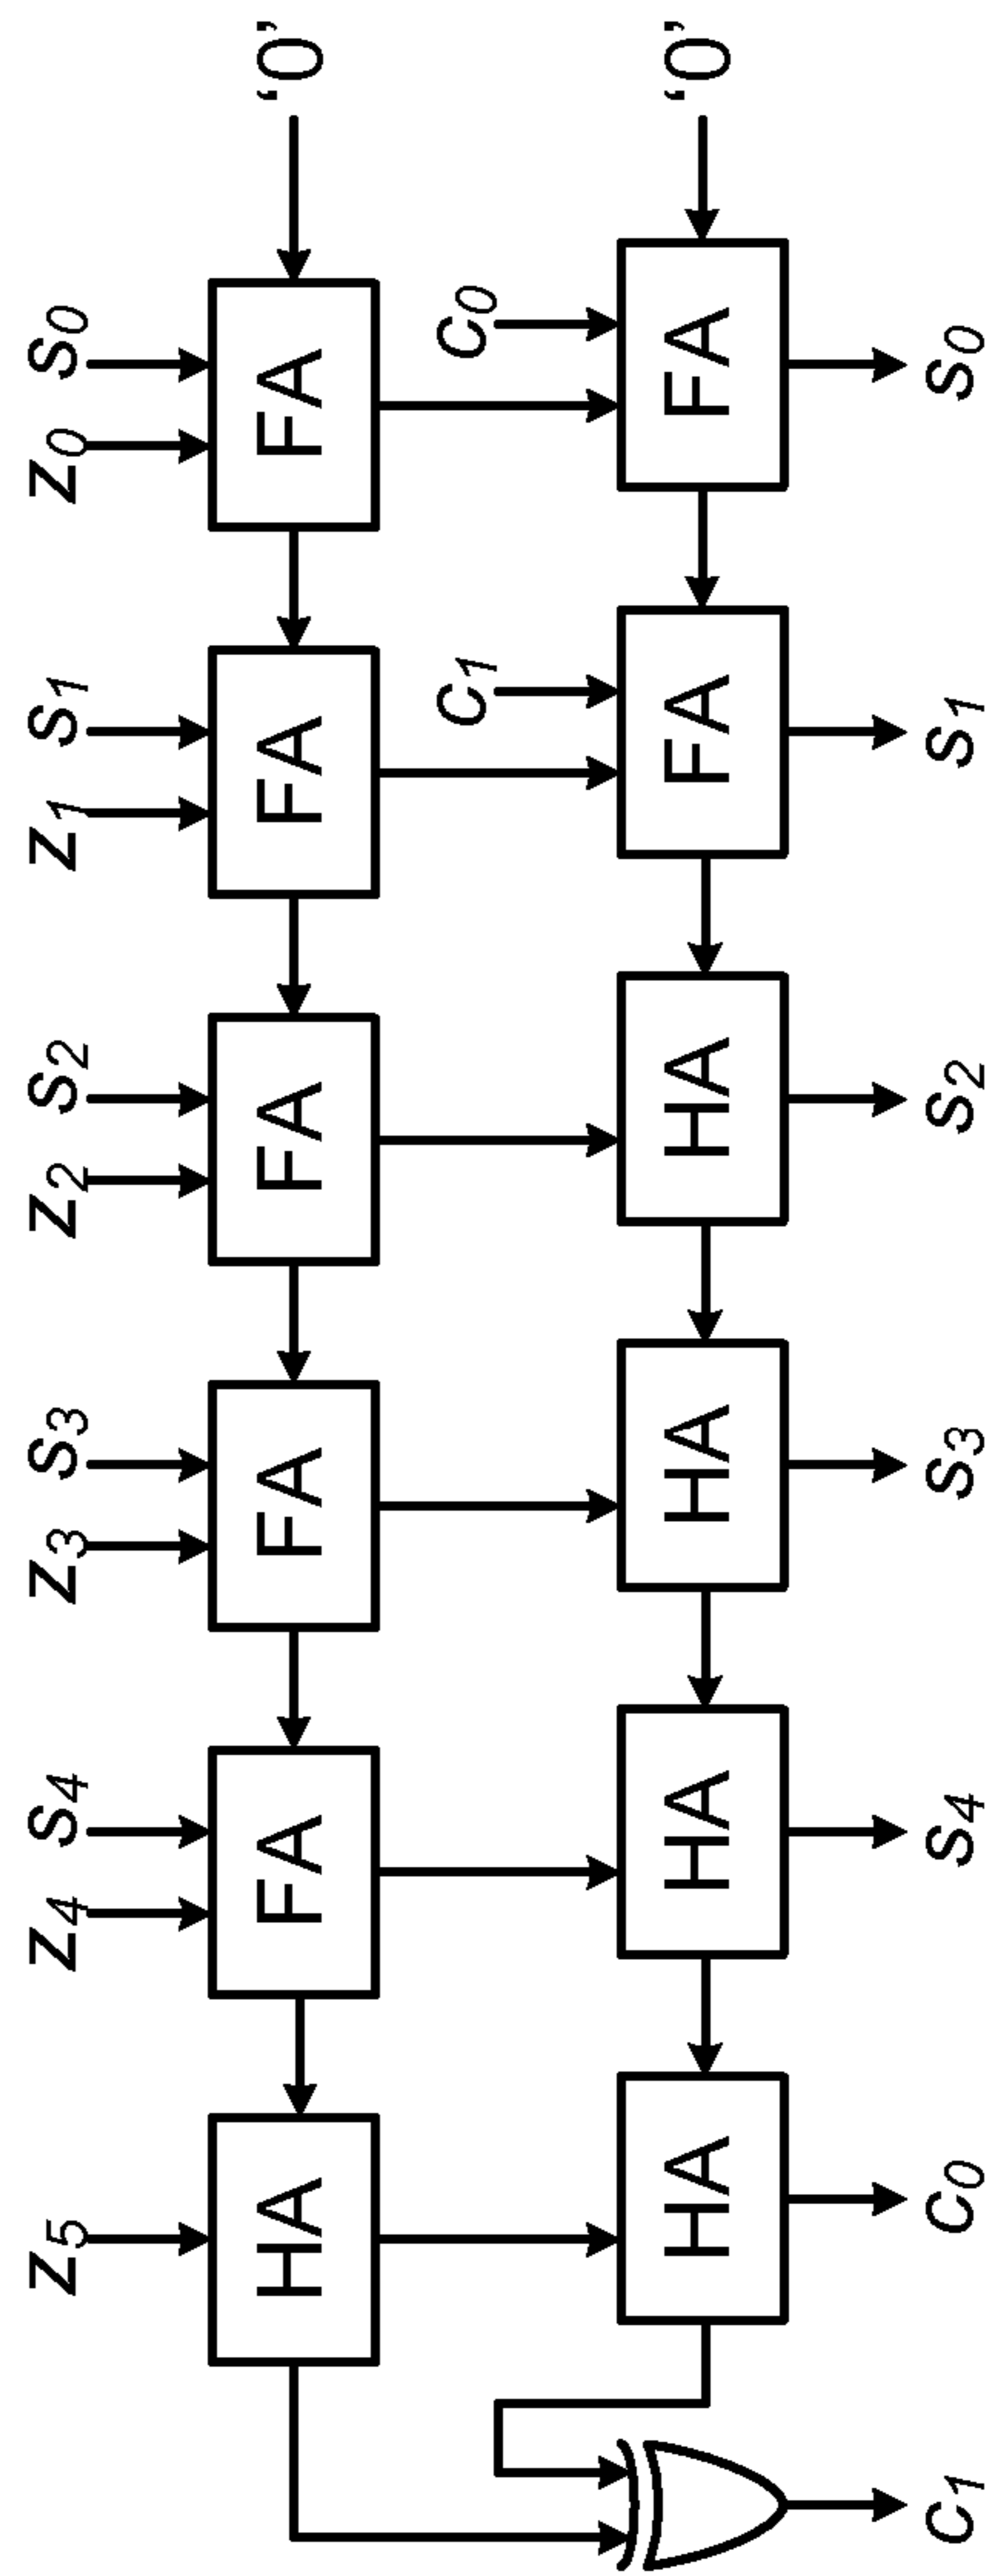 z5 z4 s4 z3 s3 z2 s2 z1 s1 z0 s0
HA FA FA FA FA FA ‘0’
c1 c0
HA HA HA HA FA FA ‘0’
c1 c0 s4 s3 s2 s1 s0